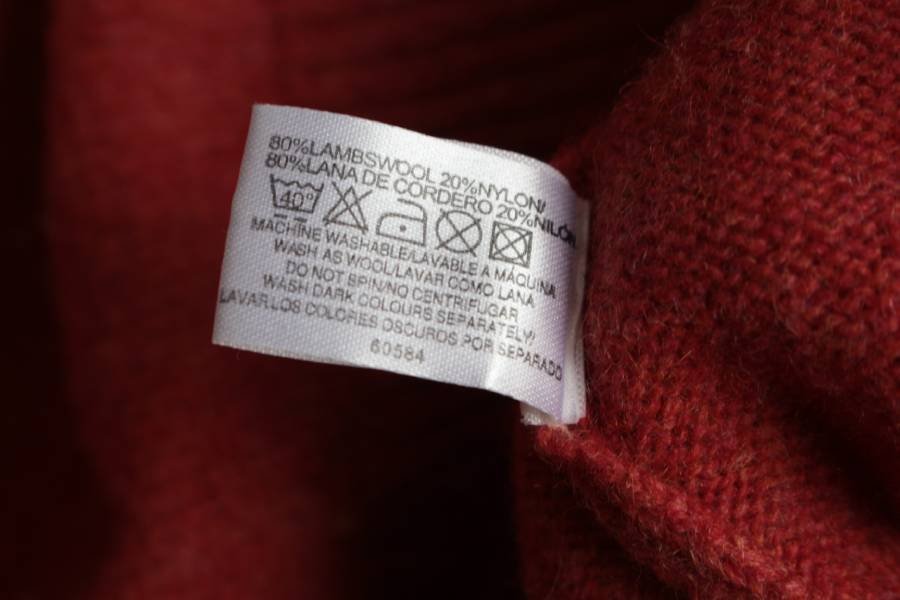 80%LAMBSWOOL 20%NYLON/
80%LANA DE CORDERO 20%NILÓN
40°
MACHINE WASHABLE/LAVABLE A MÁQUINA
WASH AS WOOL/LAVAR COMO LANA
DO NOT SPIN/NO CENTRIFUGAR
WASH DARK COLOURS SEPARATELY/
LAVAR LOS COLORES OSCUROS POR SEPARADO
60584